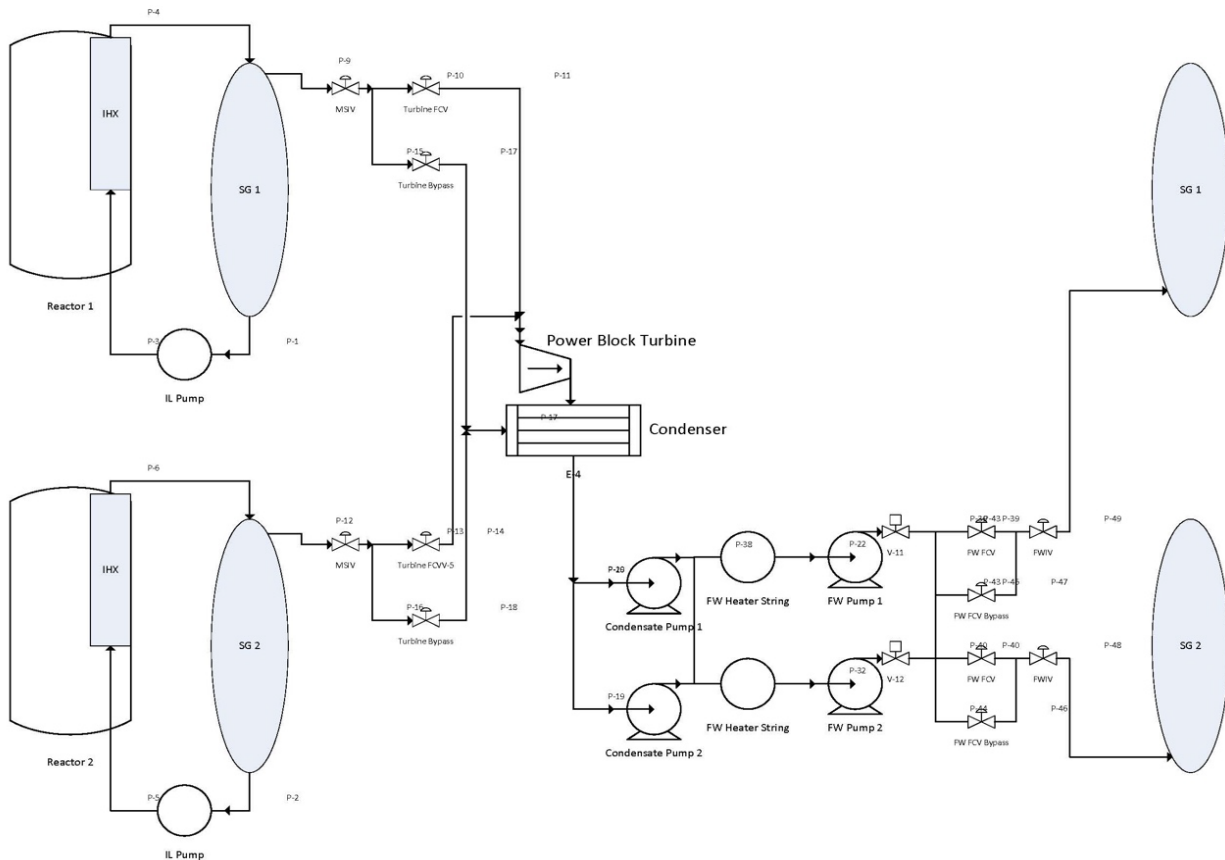 P-4
P-9
P-10
P-11
IHX
MSIV
Turbine FCV
P-15
P-17
SG 1
SG 1
Turbine Bypass
Reactor 1
P-3
P-1
Power Block Turbine
IL Pump
P-17
Condenser
P-6
E-4
P-12
P-13
P-14
P-43
P-39
P-49
IHX
MSIV
Turbine FCVV-5
P-38
P-22
V-11
FW FCV
FWIV
P-43
P-45
P-47
P-16
P-18
Condensate Pump 1
FW Heater String
FW Pump 1
FW FCV Bypass
Turbine Bypass
SG 2
P-40
P-40
P-48
SG 2
P-32
V-12
FW FCV
FWIV
P-19
P-44
P-46
Reactor 2
Condensate Pump 2
FW Heater String
FW Pump 2
FW FCV Bypass
P-5
P-2
IL Pump